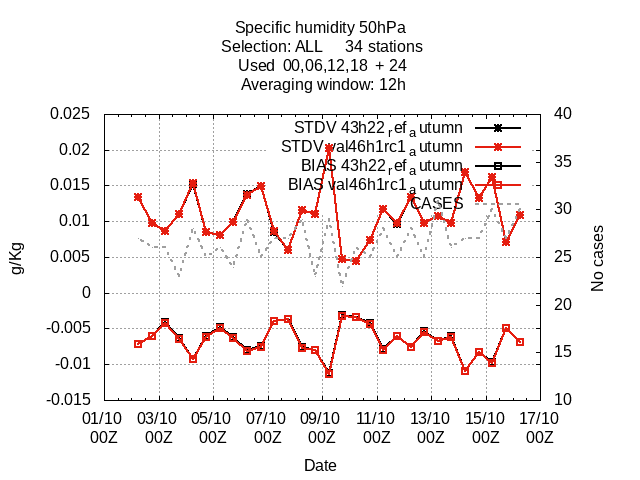 Specific humidity 50hPa
Selection: ALL 34 stations
Used 00,06,12,18 + 24
Averaging window: 12h
0.025
0.02
0.015
0.01
0.005
0
-0.005
-0.01
-0.015
g/Kg
40
35
30
25
20
15
10
No cases
STDV 43h22refautumn
STDV val46h1rc1autumn
BIAS 43h22refautumn
BIAS val46h1rc1autumn
CASES
01/10 03/10 05/10 07/10 09/10 11/10 13/10 15/10 17/10
00Z 00Z 00Z 00Z 00Z 00Z 00Z 00Z 00Z
Date